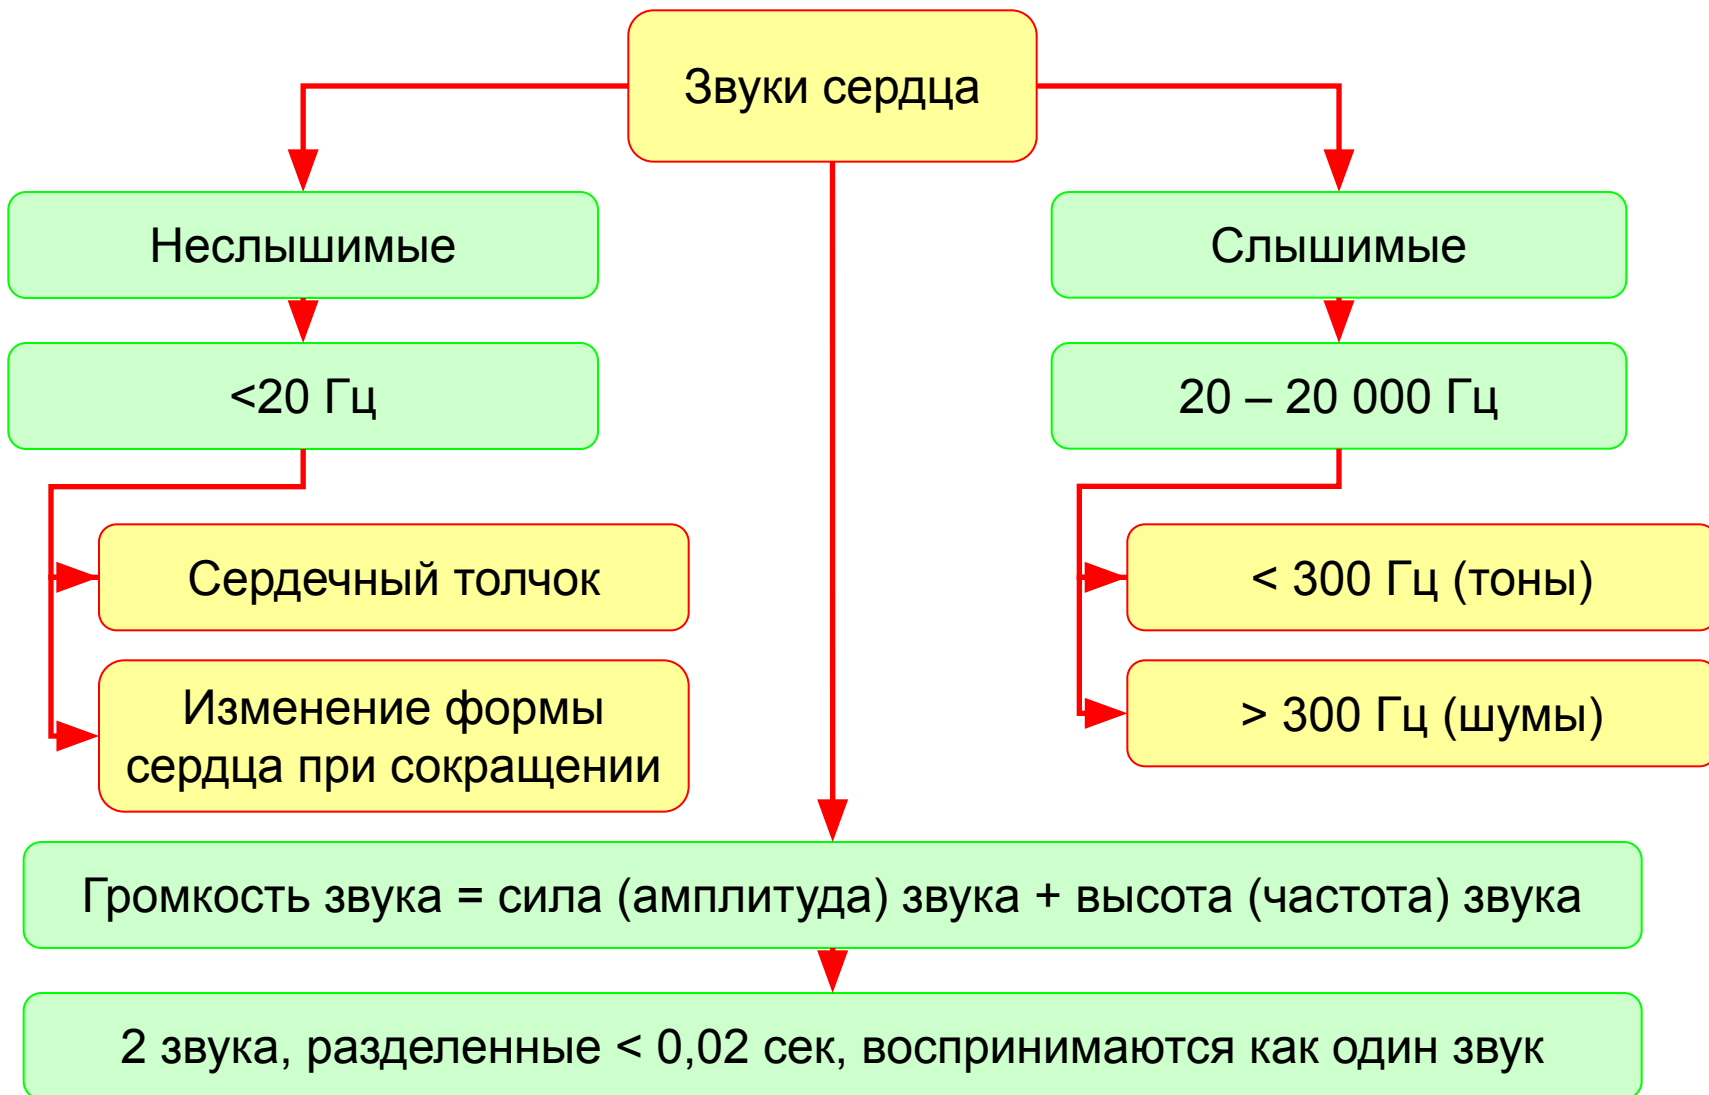 Звуки сердца
Неслышимые
<20 Гц
Сердечный толчок
Изменение формы
сердца при сокращении
Слышимые
20 – 20 000 Гц
< 300 Гц (тоны)
> 300 Гц (шумы)
Громкость звука = сила (амплитуда) звука + высота (частота) звука
2 звука, разделенные < 0,02 сек, воспринимаются как один звук